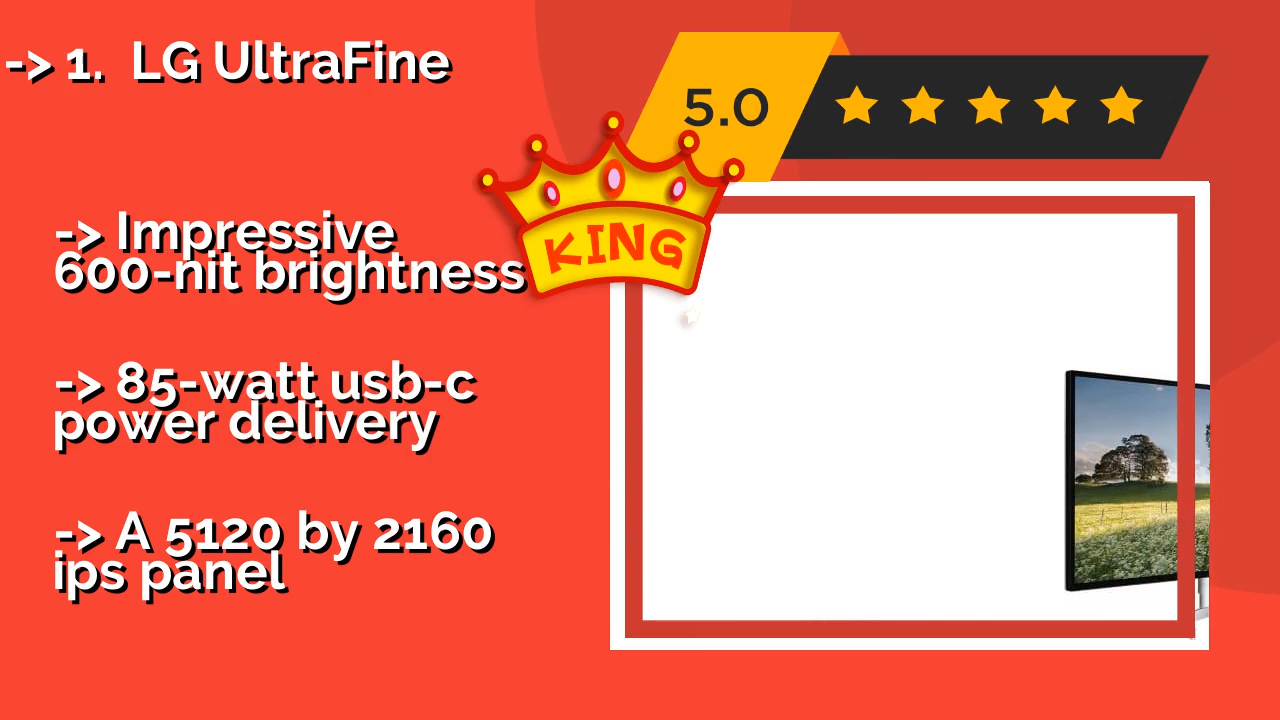 -> 1. LG UltraFine
5.0
KING
-> Impressive
600-nit brightness
-> 85-watt usb-c
power delivery
-> A 5120 by 2160
ips panel